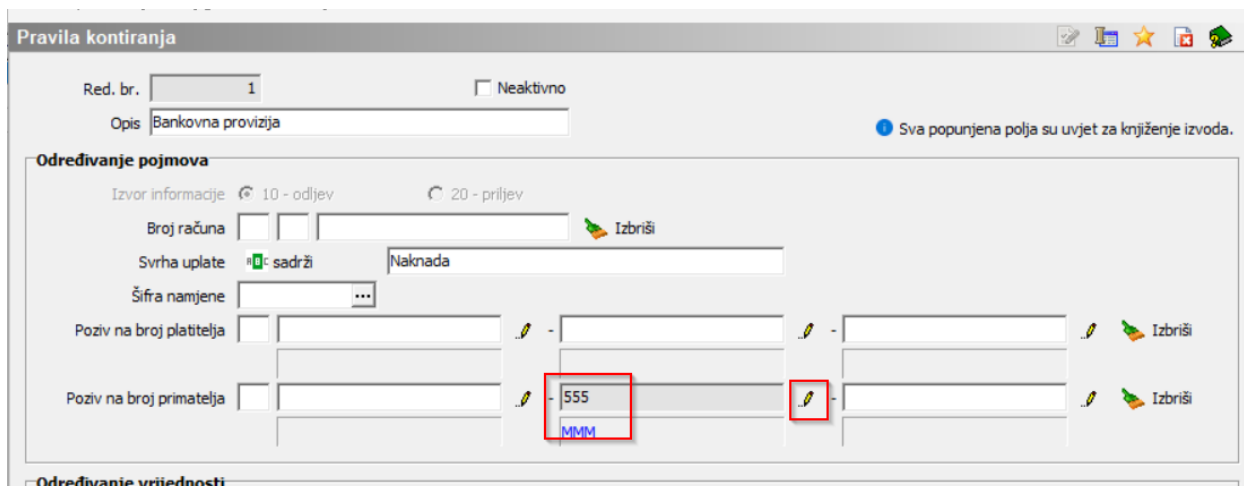 Pravila kontiranja
Red. br. 1 Neaktivno
Opis Bankovna provizija
Sva popunjena polja su uvjet za knjiženje izvoda.
Određivanje pojmova
Izvor informacije 10 - odljev 20 - priljev
Broj računa Izbriši
Svrha uplate sadrži Naknada
Šifra namjene ...
Poziv na broj platitelja - - Izbriši
Poziv na broj primatelja - 555 - Izbriši
MMM
Određivanje vrijednosti